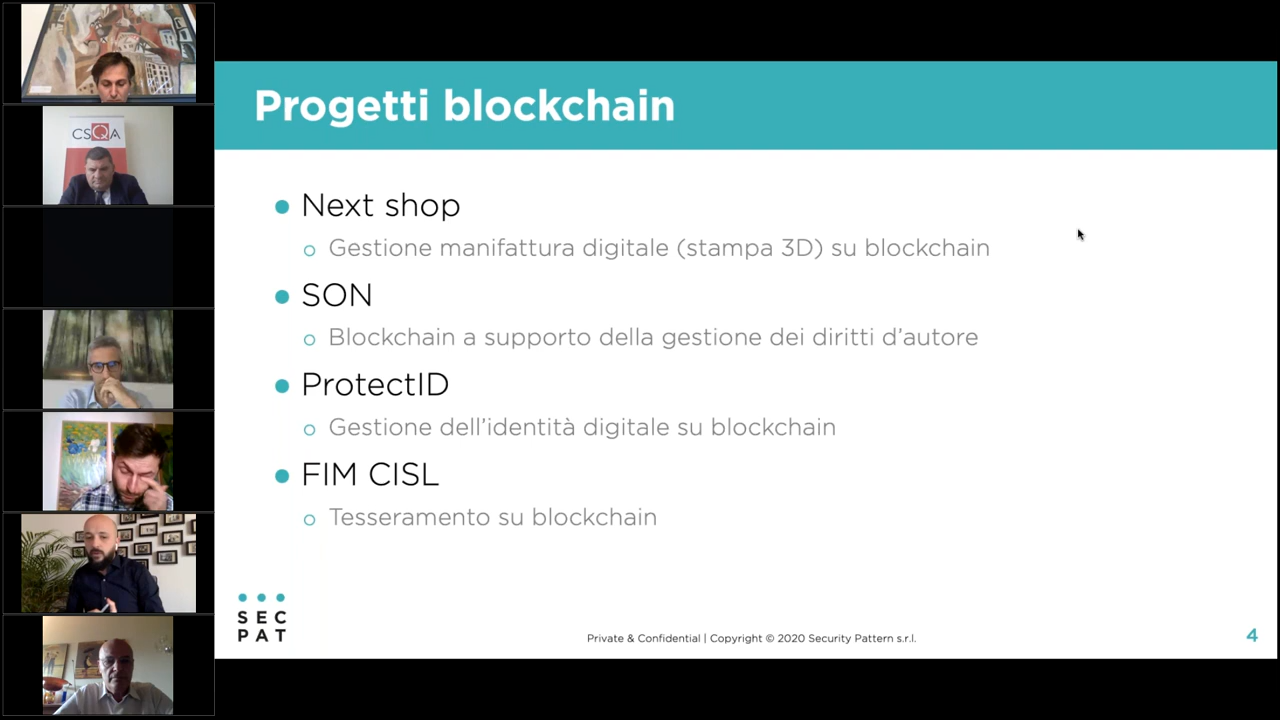 CSQA
Progetti blockchain
Next shop
Gestione manifattura digitale (stampa 3D) su blockchain
SON
Blockchain a supporto della gestione dei diritti d’autore
ProtectID
Gestione dell’identità digitale su blockchain
FIM CISL
Tesseramento su blockchain
SEC
PAT
Private & Confidential | Copyright © 2020 Security Pattern s.r.l.
4